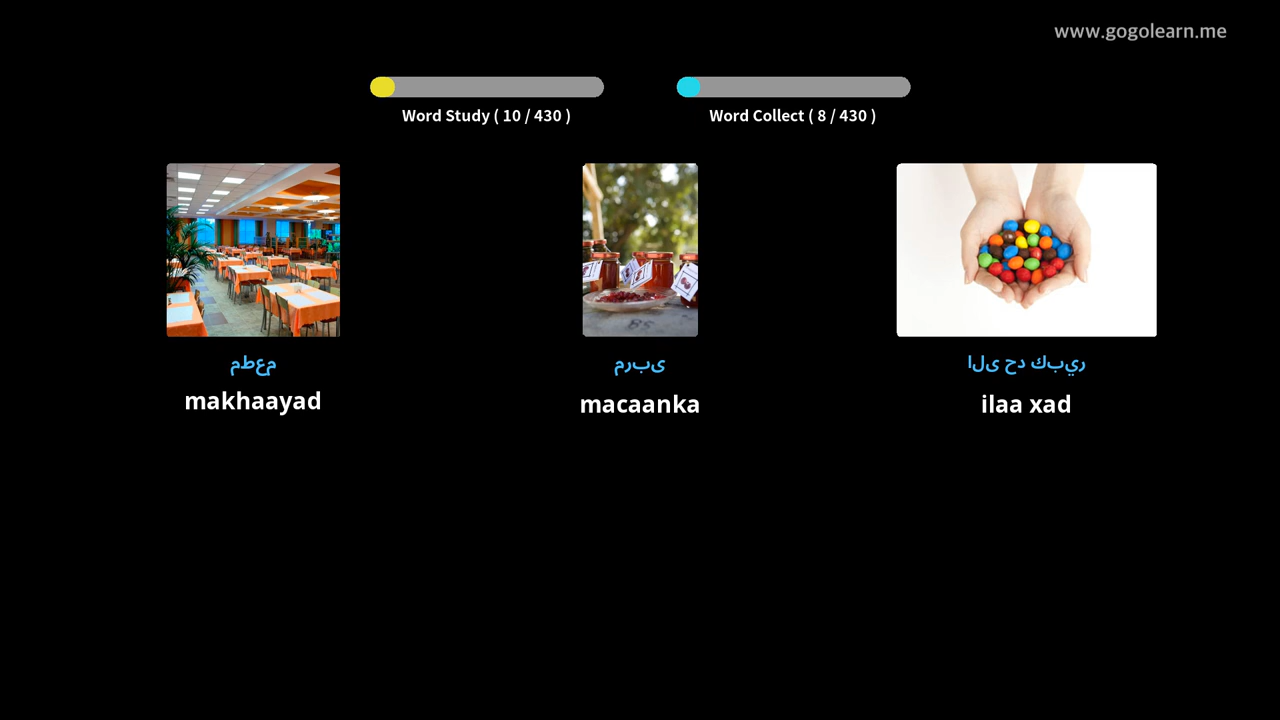 www.gogolearn.me
Word Study ( 10 / 430 )
Word Collect ( 8 / 430 )
مطعم
makhaayad
مربى
macaanka
الى حد كبير
ilaa xad